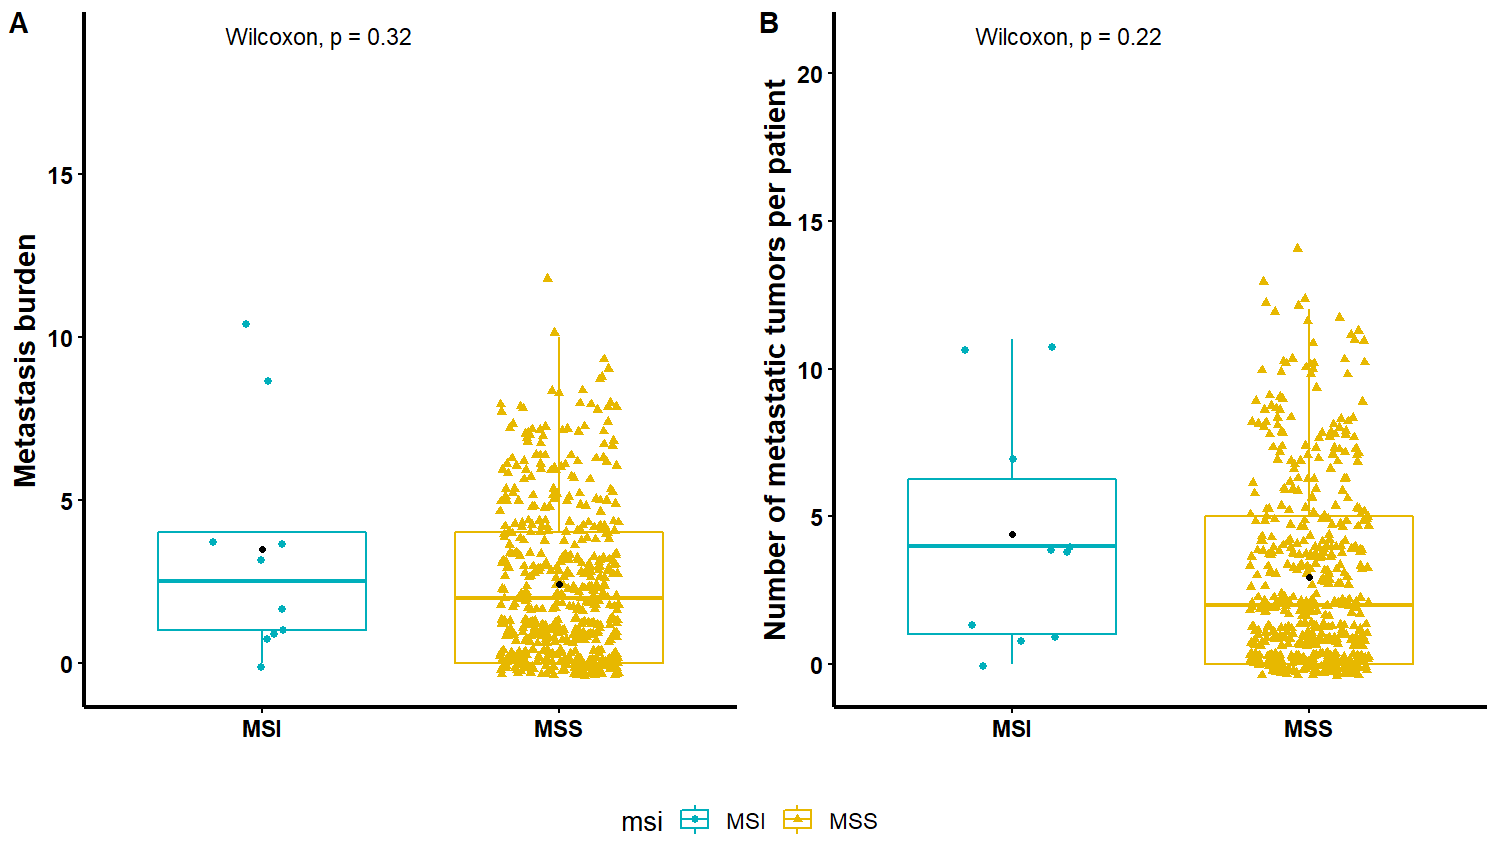 A
Wilcoxon, p = 0.32
Metastasis burden
15
10
5
0
MSI
MSS
B
Wilcoxon, p = 0.22
Number of metastatic tumors per patient
20
15
10
5
0
MSI
MSS
msi MSI MSS